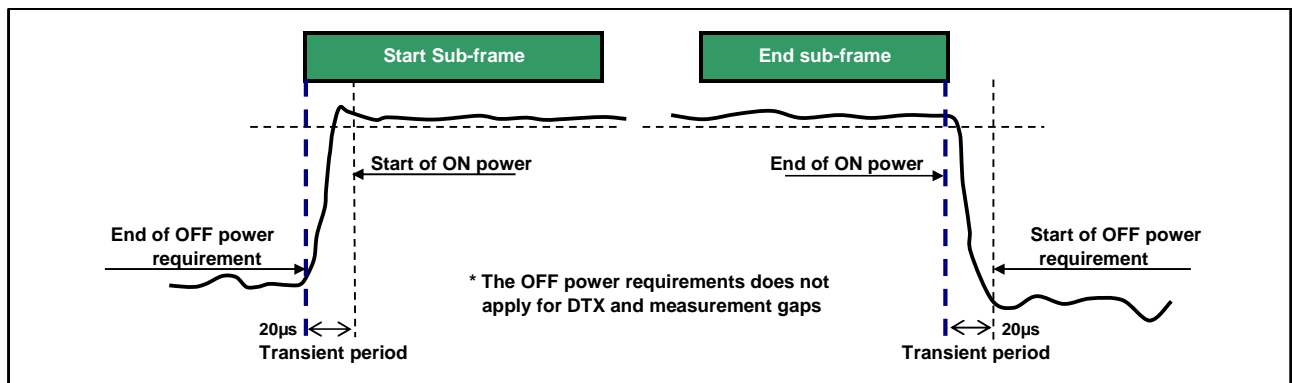 Start Sub-frame
End sub-frame
Start of ON power
End of ON power
End of OFF power
requirement
Start of OFF power
requirement
* The OFF power requirements does not
apply for DTX and measurement gaps
20µs
Transient period
20µs
Transient period